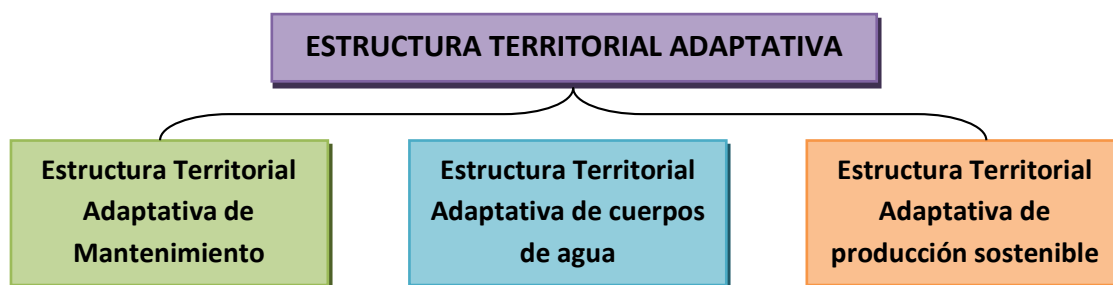 ESTRUCTURA TERRITORIAL ADAPTATIVA
Estructura Territorial
Adaptativa de
Mantenimiento
Estructura Territorial
Adaptativa de cuerpos
de agua
Estructura Territorial
Adaptativa de
producción sostenible